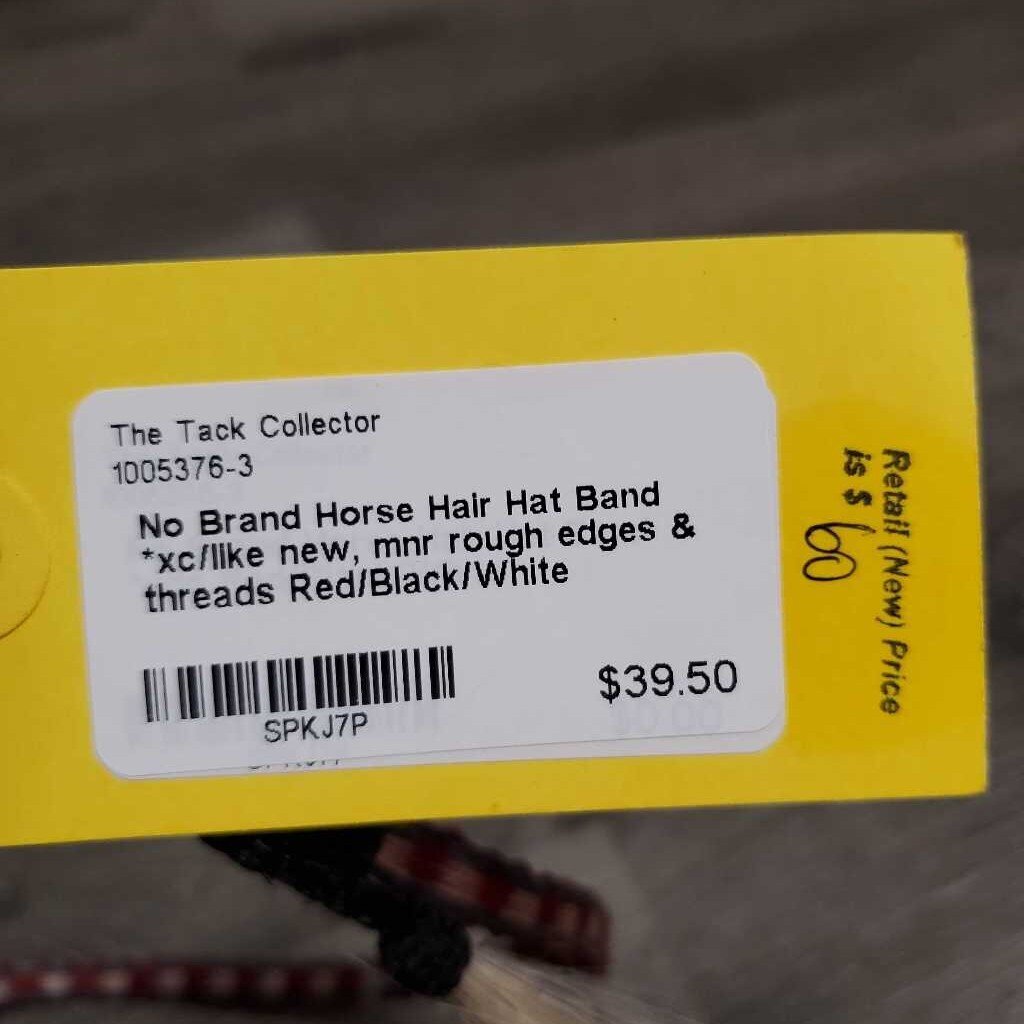 The Tack Collector
1005376-3
No Brand Horse Hair Hat Band
*xc/like new, mnr rough edges &
threads Red/Black/White
SPKJ7P
$39.50
Retail (New) Price
is $ 60